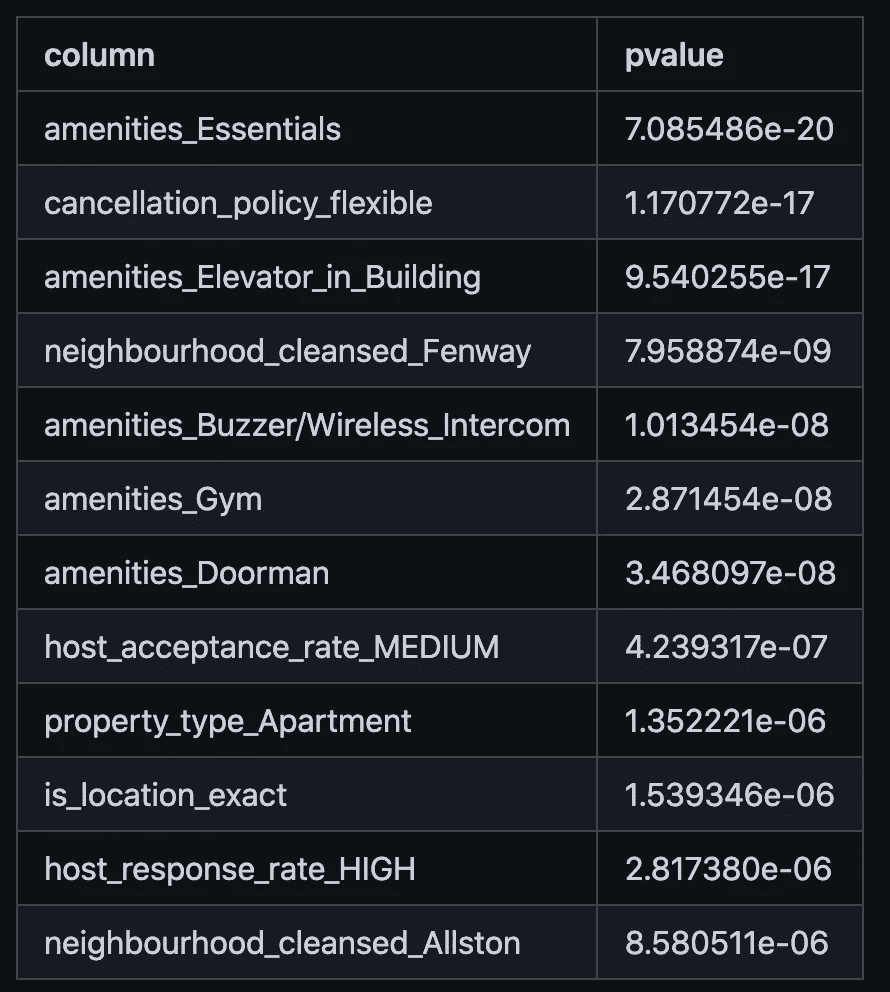 column pvalue
amenities_Essentials 7.085486e-20
cancellation_policy_flexible 1.170772e-17
amenities_Elevator_in_Building 9.540255e-17
neighbourhood_cleansed_Fenway 7.958874e-09
amenities_Buzzer/Wireless_Intercom 1.013454e-08
amenities_Gym 2.871454e-08
amenities_Doorman 3.468097e-08
host_acceptance_rate_MEDIUM 4.239317e-07
property_type_Apartment 1.352221e-06
is_location_exact 1.539346e-06
host_response_rate_HIGH 2.817380e-06
neighbourhood_cleansed_Allston 8.580511e-06